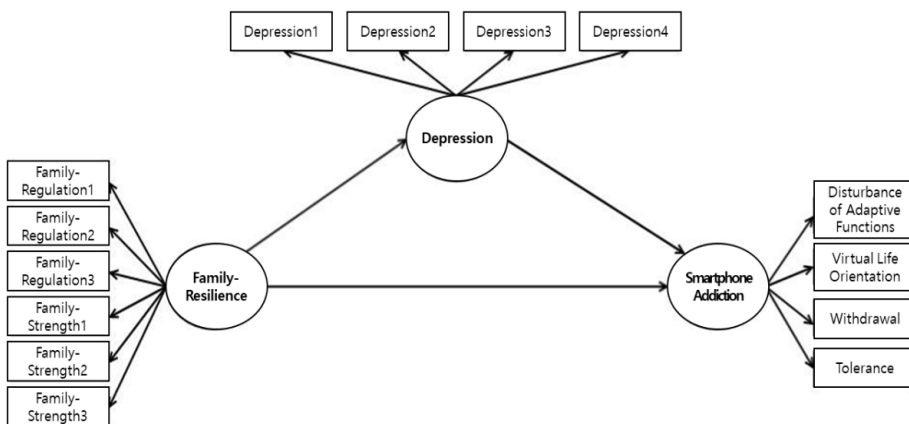 Depression1
Depression2
Depression3
Depression4
Depression
Family-
Regulation1
Family-
Regulation2
Family-
Regulation3
Family-
Strength1
Family-
Strength2
Family-
Strength3
Family-
Resilience
Smartphone
Addiction
Disturbance
of Adaptive
Functions
Virtual Life
Orientation
Withdrawal
Tolerance